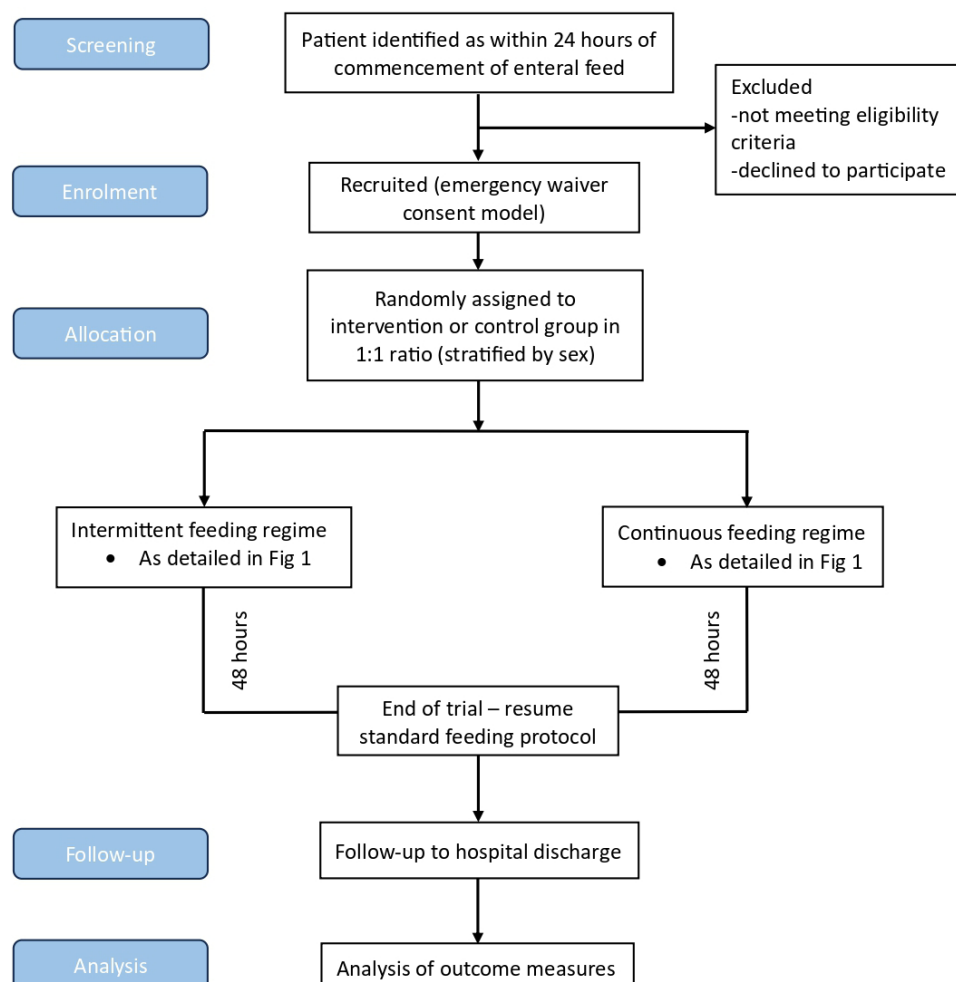 Screening
Patient identified as within 24 hours of
commencement of enteral feed
Excluded
-not meeting eligibility
criteria
-declined to participate
Enrolment
Recruited (emergency waiver
consent model)
Allocation
Randomly assigned to
intervention or control group in
1:1 ratio (stratified by sex)
Intermittent feeding regime
• As detailed in Fig 1
Continuous feeding regime
• As detailed in Fig 1
48 hours
48 hours
End of trial – resume
standard feeding protocol
Follow-up
Follow-up to hospital discharge
Analysis
Analysis of outcome measures